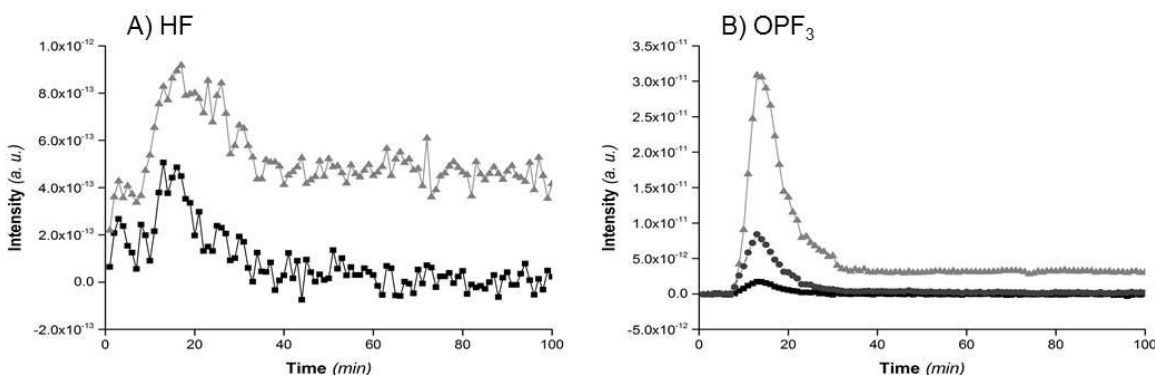 A) HF
1.0x10⁻¹²
8.0x10⁻¹³
6.0x10⁻¹³
4.0x10⁻¹³
2.0x10⁻¹³
0.0
-2.0x10⁻¹³
Intensity (a. u.)
0 20 40 60 80 100
Time (min)
B) OPF₃
3.5x10⁻¹¹
3.0x10⁻¹¹
2.5x10⁻¹¹
2.0x10⁻¹¹
1.5x10⁻¹¹
1.0x10⁻¹¹
5.0x10⁻¹²
0.0
-5.0x10⁻¹²
Intensity (a. u.)
0 20 40 60 80 100
Time (min)